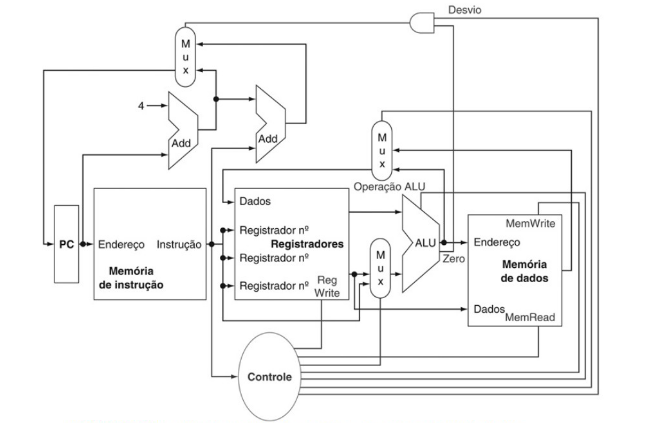 Desvio
M
u
x
4
Add
Add
M
u
x
Operação ALU
Dados
MemWrite
PC
Endereço
Instrução
Registrador nº
Registradores
Registrador nº
Registrador nº
ALU
Endereço
Zero
M
u
x
Memória
de instrução
Memória
de dados
Reg
Write
Dados
MemRead
Controle